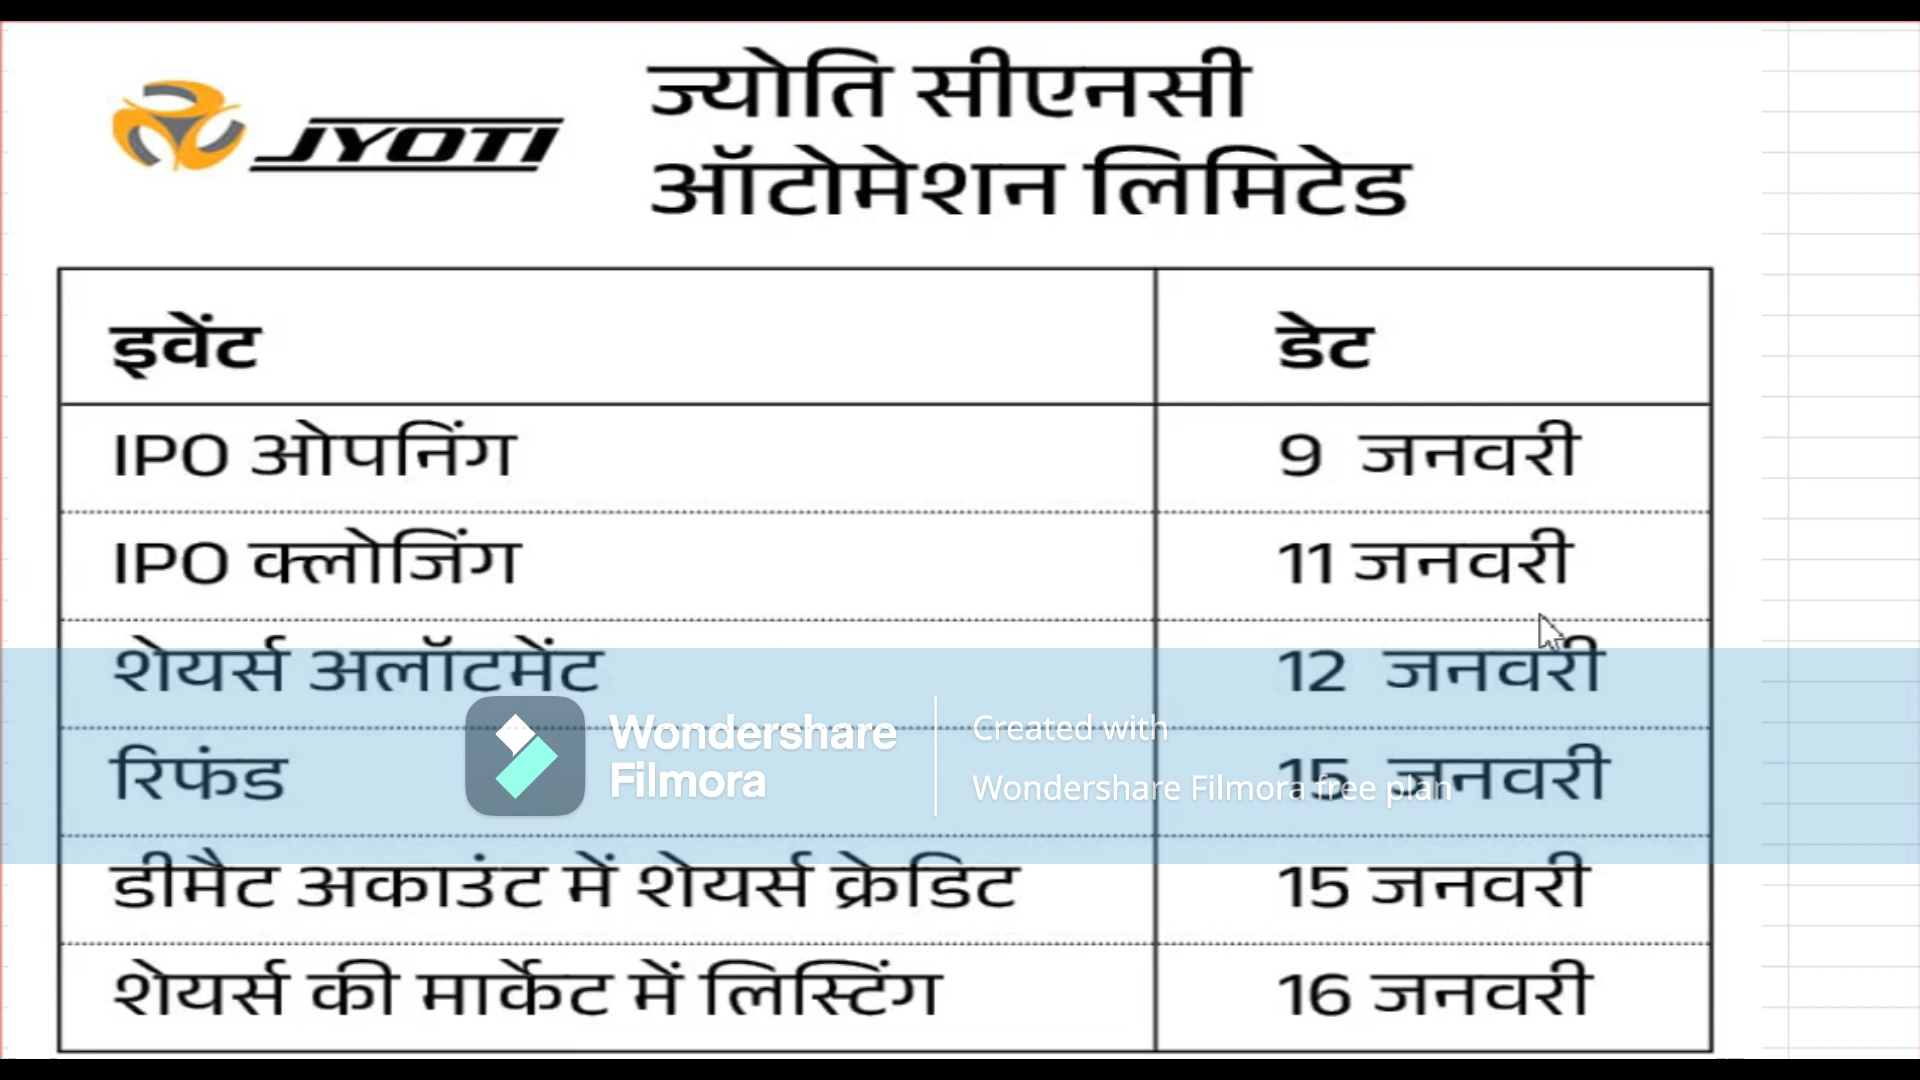 JYOTI
ज्योति सीएनसी
ऑटोमेशन लिमिटेड
इवेंट डेट
IPO ओपनिंग 9 जनवरी
IPO क्लोजिंग 11 जनवरी
शेयर्स अलॉटमेंट 12 जनवरी
रिफंड 15 जनवरी
Wondershare
Filmora
Created with
Wondershare Filmora free plan
डीमैट अकाउंट में शेयर्स क्रेडिट 15 जनवरी
शेयर्स की मार्केट में लिस्टिंग 16 जनवरी